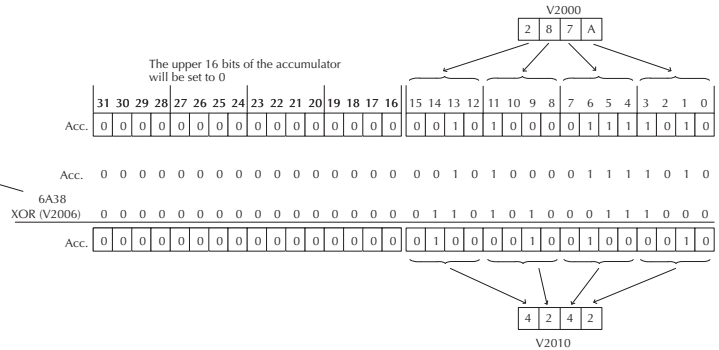 V2000
2 8 7 A
The upper 16 bits of the accumulator
will be set to 0
31 30 29 28 27 26 25 24 23 22 21 20 19 18 17 16 15 14 13 12 11 10 9 8 7 6 5 4 3 2 1 0
Acc. 0 0 0 0 0 0 0 0 0 0 0 0 0 0 0 0 0 0 1 0 1 0 0 0 0 1 1 1 1 0 1 0
Acc. 0 0 0 0 0 0 0 0 0 0 0 0 0 0 0 0 0 0 1 0 1 0 0 0 0 1 1 1 1 0 1 0
6A38
XOR (V2006) 0 0 0 0 0 0 0 0 0 0 0 0 0 0 0 0 0 1 1 0 1 0 1 0 0 0 1 1 1 0 0 0
Acc. 0 0 0 0 0 0 0 0 0 0 0 0 0 0 0 0 0 1 0 0 0 0 1 0 0 1 0 0 0 0 1 0
4 2 4 2
V2010